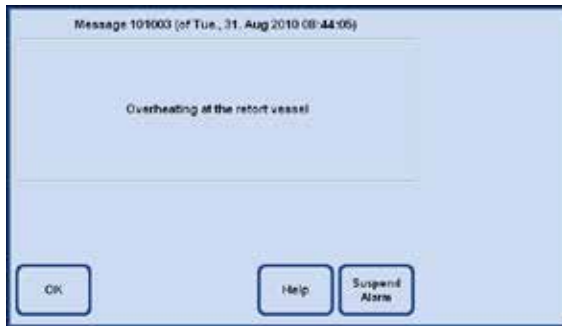 Message 101003 (of Tue., 31. Aug 2010 08:44:05)
Overheating at the retort vessel
OK
Help
Suspend
Alarm